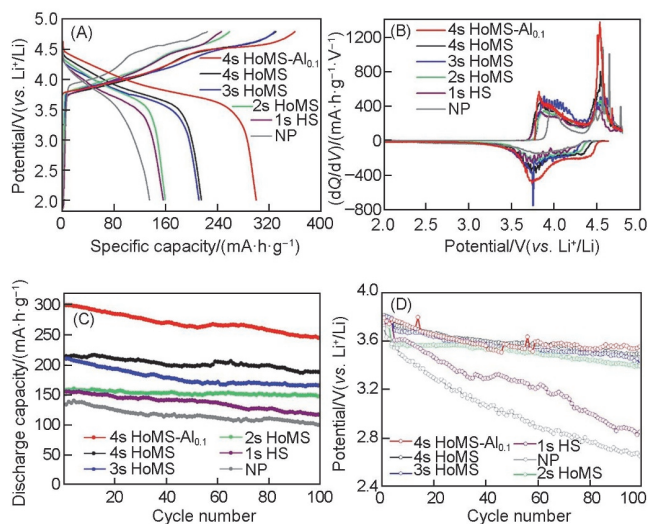 (A)
Potential/V(vs. Li⁺/Li)
5.0
4.5
4.0
3.5
3.0
2.5
2.0
4s HoMS-Al₀.₁
4s HoMS
3s HoMS
2s HoMS
1s HS
NP
0 80 160 240 320 400
Specific capacity/(mA·h·g⁻¹)
(B)
(dQ/dV)/(mA·h·g⁻¹·V⁻¹)
1200
800
400
0
−400
−800
4s HoMS-Al₀.₁
4s HoMS
3s HoMS
2s HoMS
1s HS
NP
2.0 2.5 3.0 3.5 4.0 4.5 5.0
Potential/V(vs. Li⁺/Li)
(C)
Discharge capacity/(mA·h·g⁻¹)
300
250
200
150
100
50
0
4s HoMS-Al₀.₁ 2s HoMS
4s HoMS 1s HS
3s HoMS NP
0 20 40 60 80 100
Cycle number
(D)
Potential/V(vs. Li⁺/Li)
4.0
3.6
3.2
2.8
2.4
4s HoMS-Al₀.₁ 1s HS
4s HoMS NP
3s HoMS 2s HoMS
0 20 40 60 80 100
Cycle number